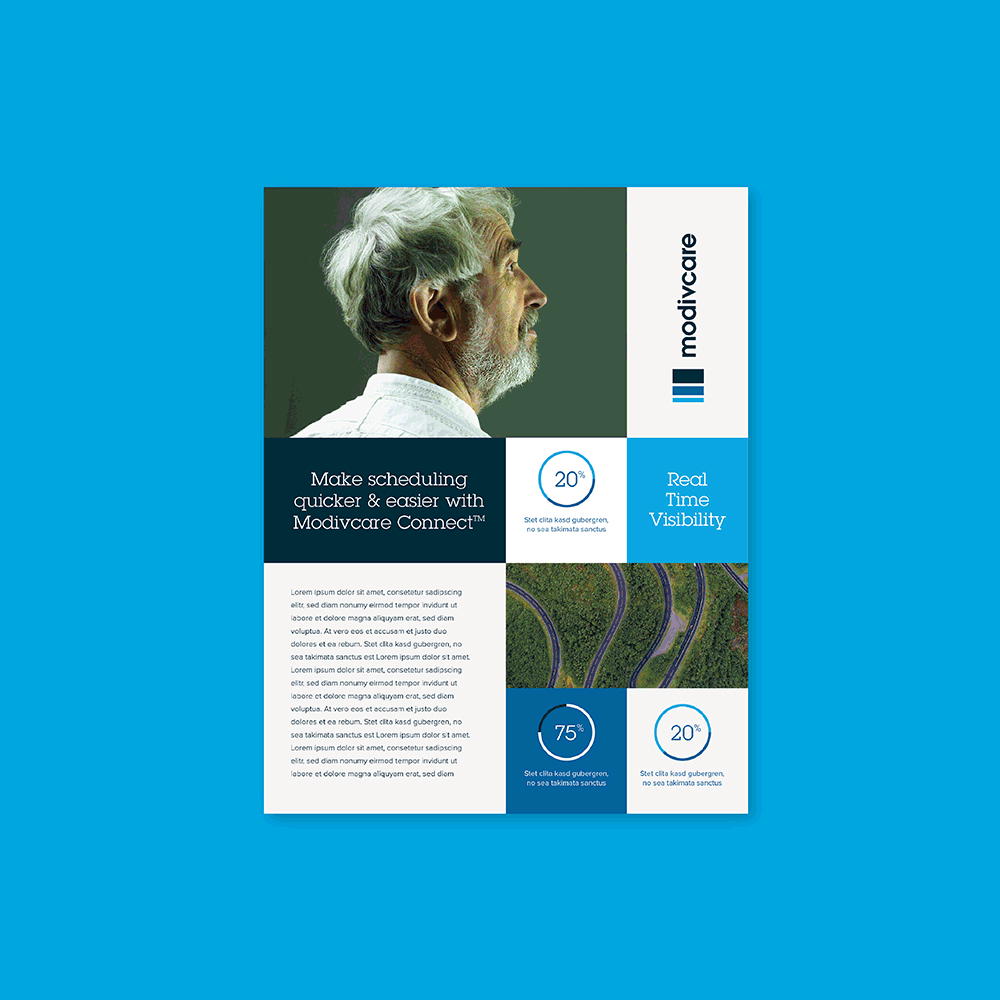 modivcare
Make scheduling
quicker & easier with
Modivcare Connect™
20%
Stet clita kasd gubergren,
no sea takimata sanctus
Real
Time
Visibility
Lorem ipsum dolor sit amet, consetetur sadipscing
elitr, sed diam nonumy eirmod tempor invidunt ut
labore et dolore magna aliquyam erat, sed diam
voluptua. At vero eos et accusam et justo duo
dolores et ea rebum. Stet clita kasd gubergren, no
sea takimata sanctus est Lorem ipsum dolor sit amet.
Lorem ipsum dolor sit amet, consetetur sadipscing
elitr, sed diam nonumy eirmod tempor invidunt ut
labore et dolore magna aliquyam erat, sed diam
voluptua. At vero eos et accusam et justo duo
dolores et ea rebum. Stet clita kasd gubergren, no
sea takimata sanctus est Lorem ipsum dolor sit amet.
Lorem ipsum dolor sit amet, consetetur sadipscing
elitr, sed diam nonumy eirmod tempor invidunt ut
labore et dolore magna aliquyam erat, sed diam
75%
Stet clita kasd gubergren,
no sea takimata sanctus
20%
Stet clita kasd gubergren,
no sea takimata sanctus